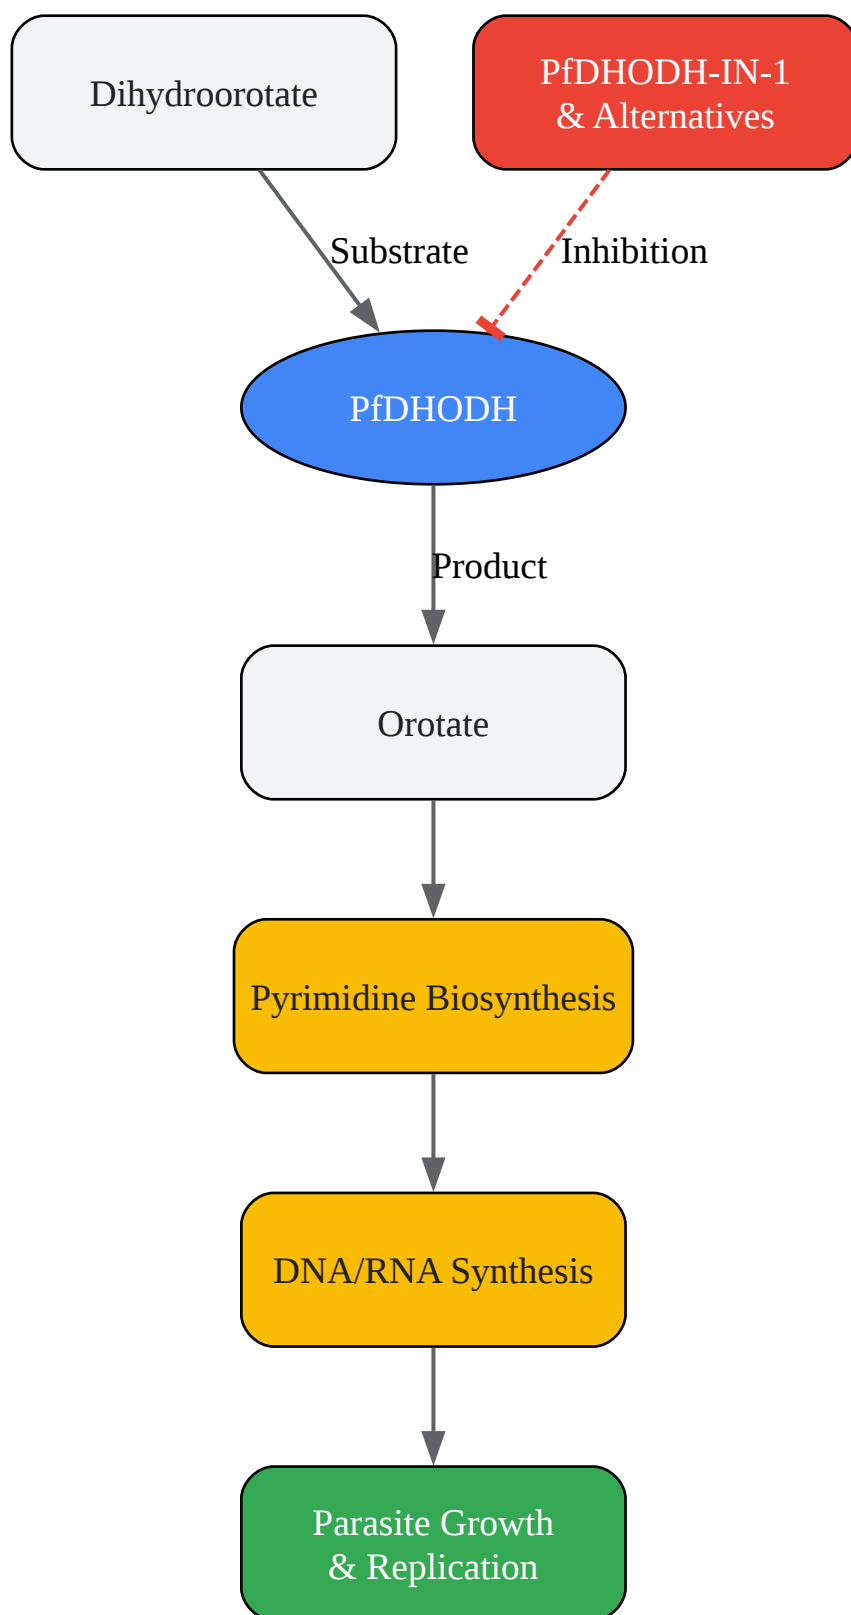 Dihydroorotate
PfDHODH-IN-1
& Alternatives
Substrate
Inhibition
PfDHODH
Product
Orotate
Pyrimidine Biosynthesis
DNA/RNA Synthesis
Parasite Growth
& Replication